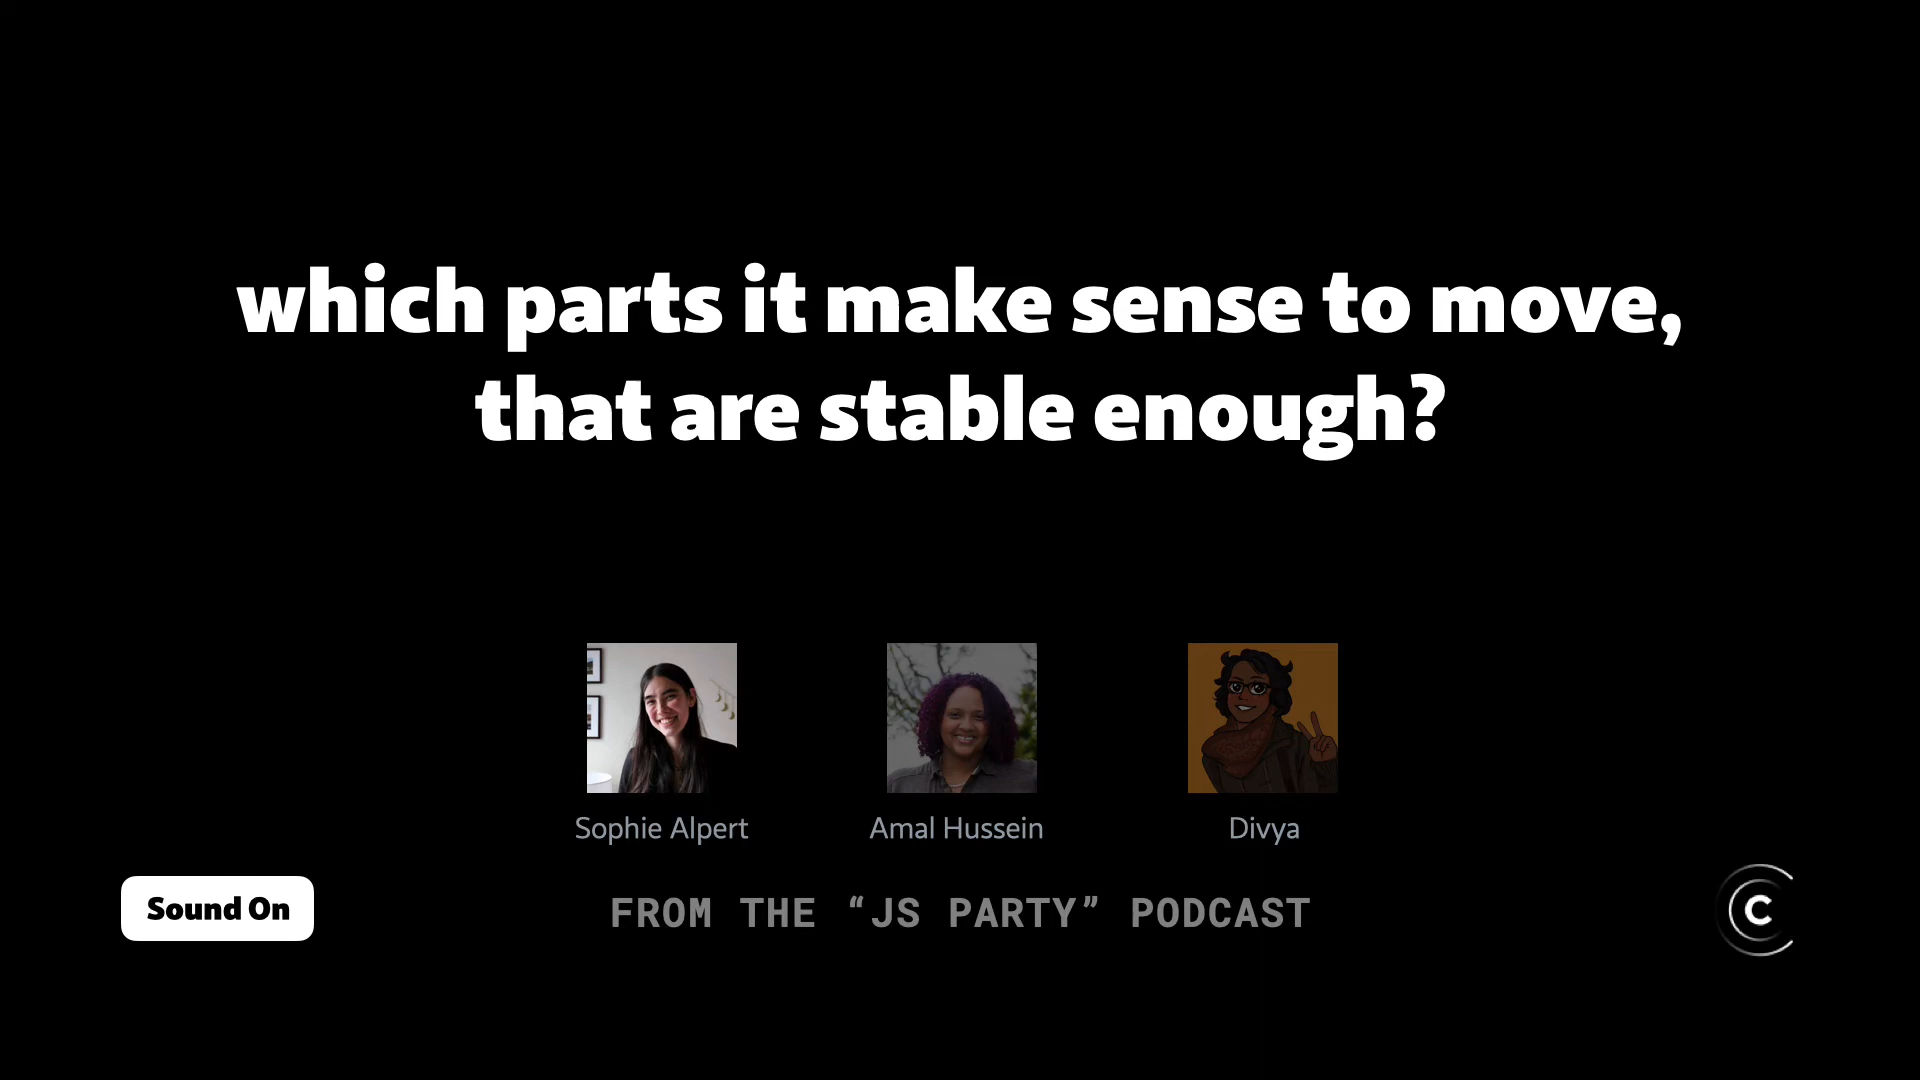 which parts it make sense to move,
that are stable enough?
Sophie Alpert
Amal Hussein
Divya
Sound On
FROM THE “JS PARTY” PODCAST
C